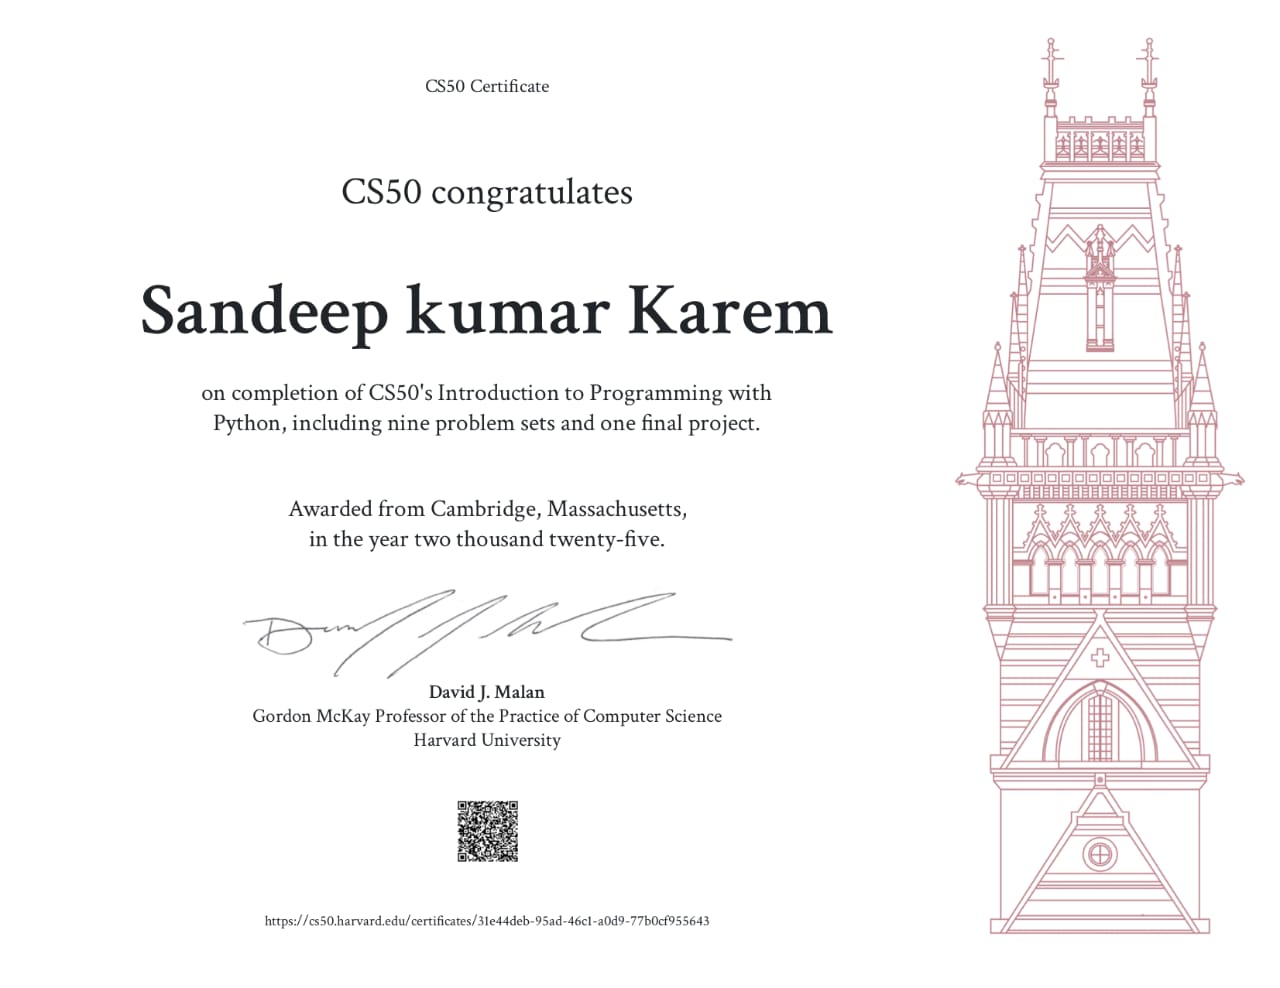 CS50 Certificate
CS50 congratulates
Sandeep kumar Karem
on completion of CS50's Introduction to Programming with
Python, including nine problem sets and one final project.
Awarded from Cambridge, Massachusetts,
in the year two thousand twenty-five.
David J. Malan
Gordon McKay Professor of the Practice of Computer Science
Harvard University
https://cs50.harvard.edu/certificates/31e44deb-95ad-46c1-a0d9-77b0cf955643